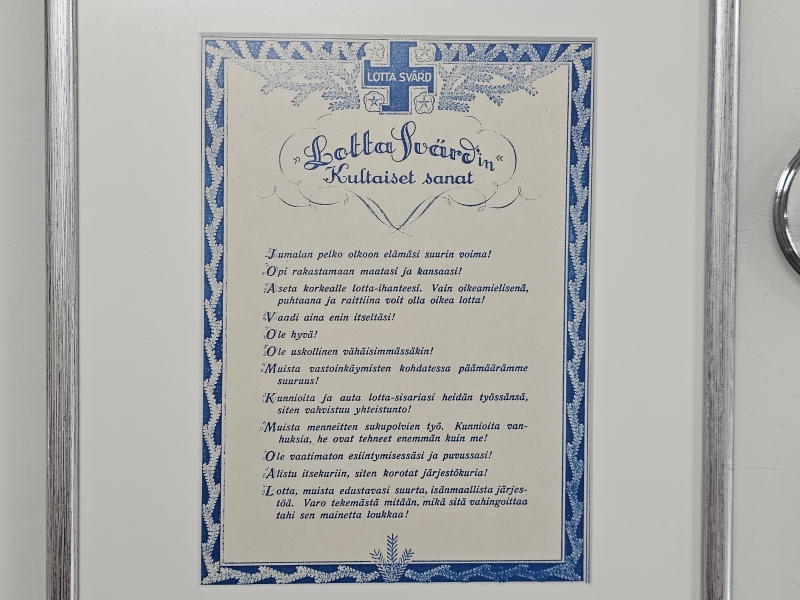 LOTTA SVÄRD
» Lotta Svärd'in «
Kultaiset sanat
Jumalan pelko olkoon elämäsi suurin voima!
Opi rakastamaan maatasi ja kansaasi!
Aseta korkealle lotta-ihanteesi. Vain oikeamielisenä,
puhtaana ja raittiina voit olla oikea lotta!
Vaadi aina enin itseltäsi!
Ole hyvä!
Ole uskollinen vähäisimmässäkin!
Muista vastoinkäymisten kohdatessa päämäärämme
suuruus!
Kunnioita ja auta lotta-sisariasi heidän työssänsä,
siten vahvistuu yhteistunto!
Muista menneitten sukupolvien työ. Kunnioita van-
huksia, he ovat tehneet enemmän kuin me!
Ole vaatimaton esiintymisessäsi ja puvussasi!
Alistu itsekuriin, siten korotat järjestökuria!
Lotta, muista edustavasi suurta, isänmaallista järjes-
töä. Varo tekemästä mitään, mikä sitä vahingoittaa
tahi sen mainetta loukkaa!